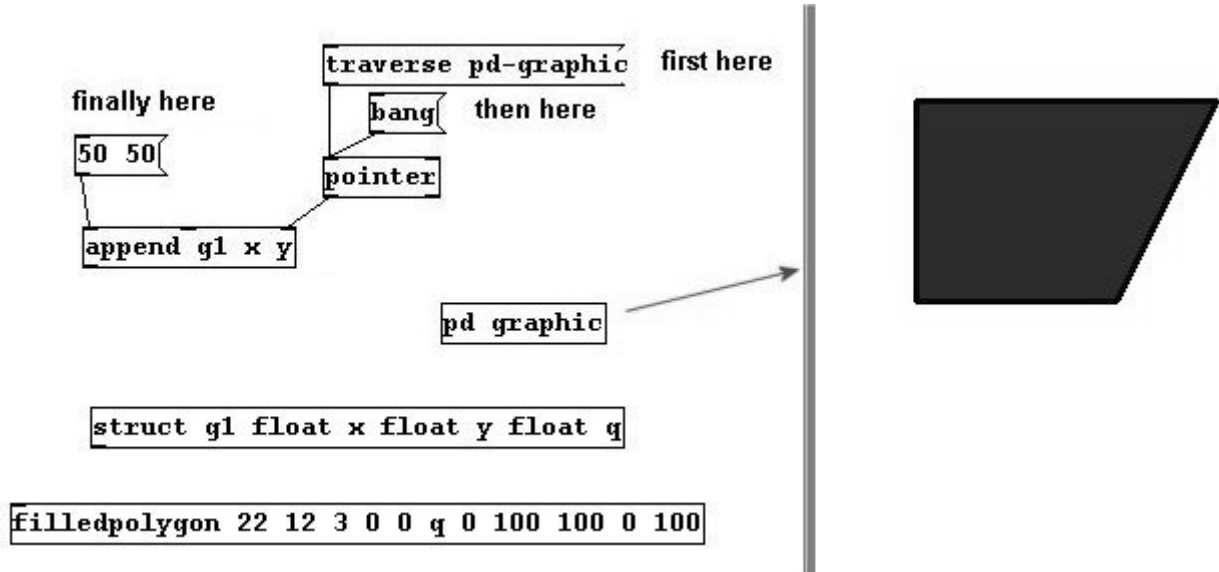 traverse pd-graphic
first here
finally here
bang
then here
50 50
pointer
append g1 x y
pd graphic
struct g1 float x float y float q
filledpolygon 22 12 3 0 0 q 0 100 100 0 100